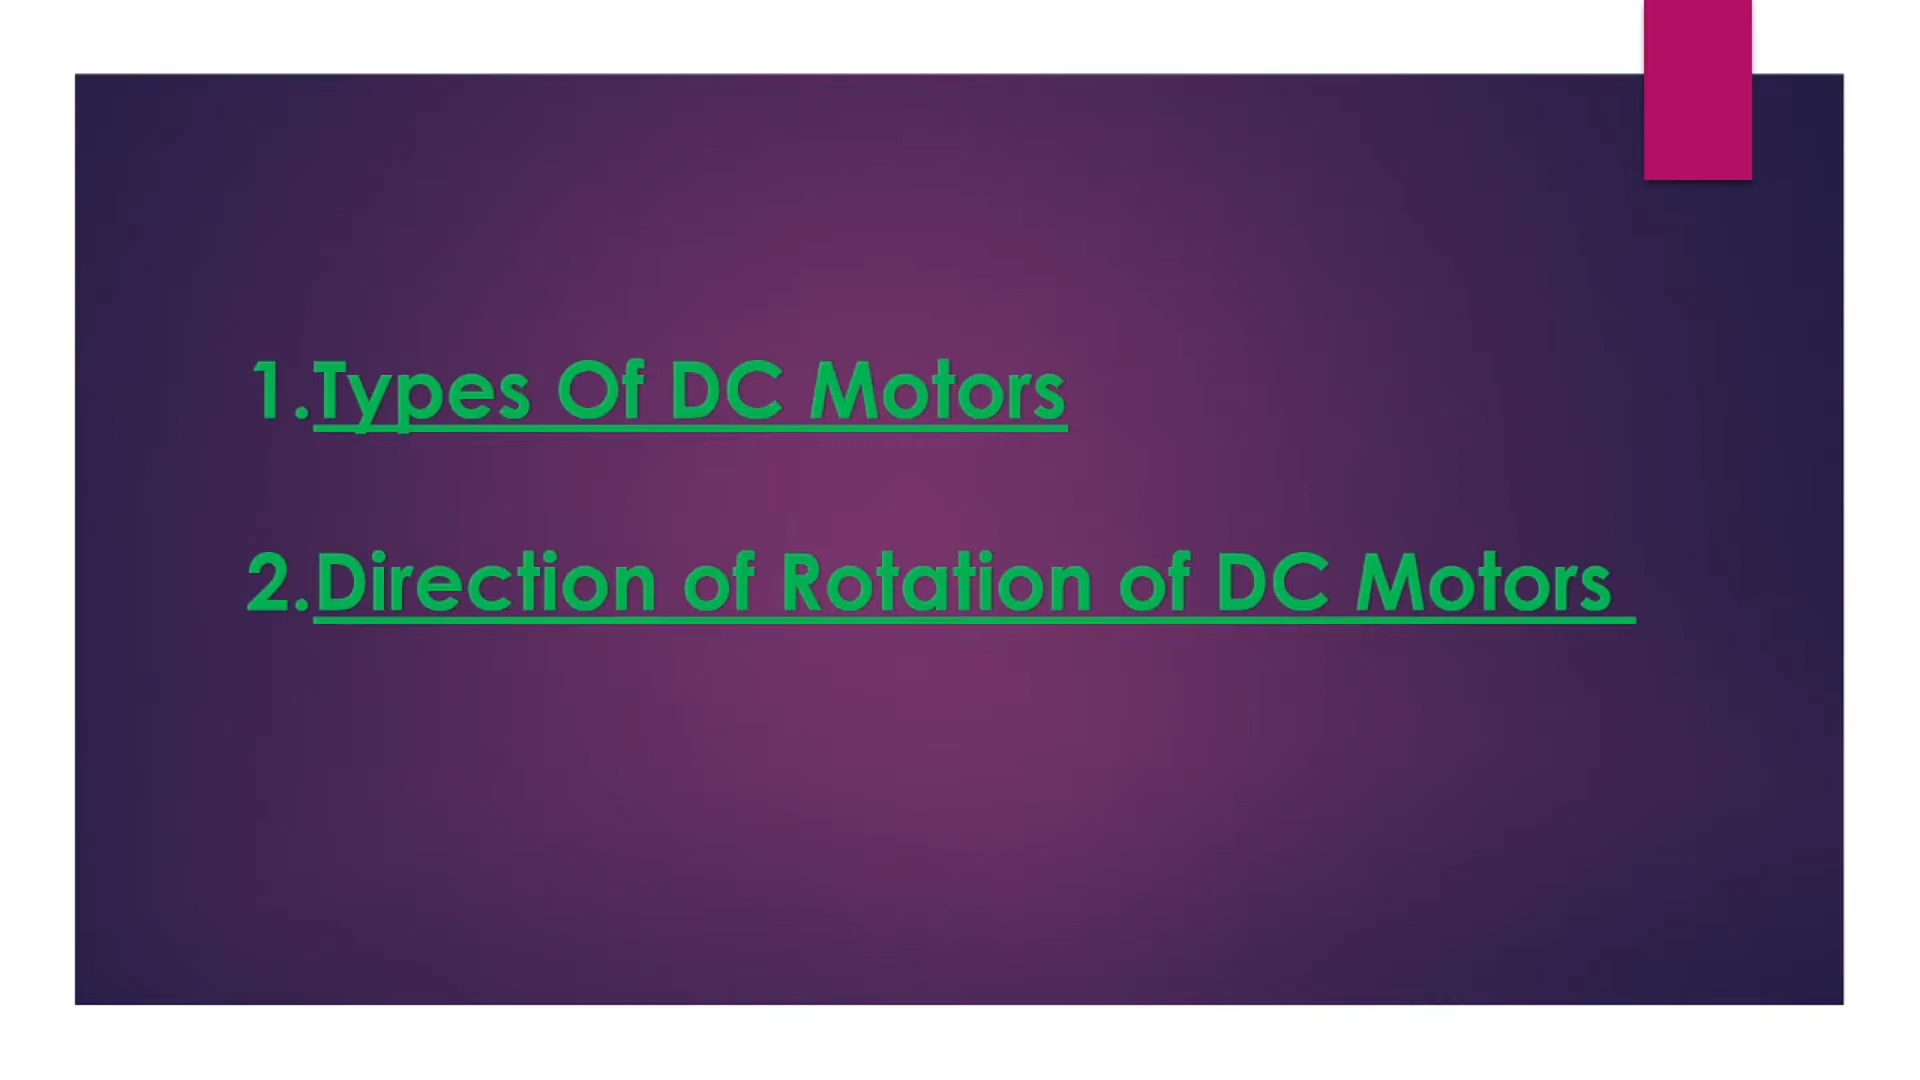 1.Types Of DC Motors
2.Direction of Rotation of DC Motors